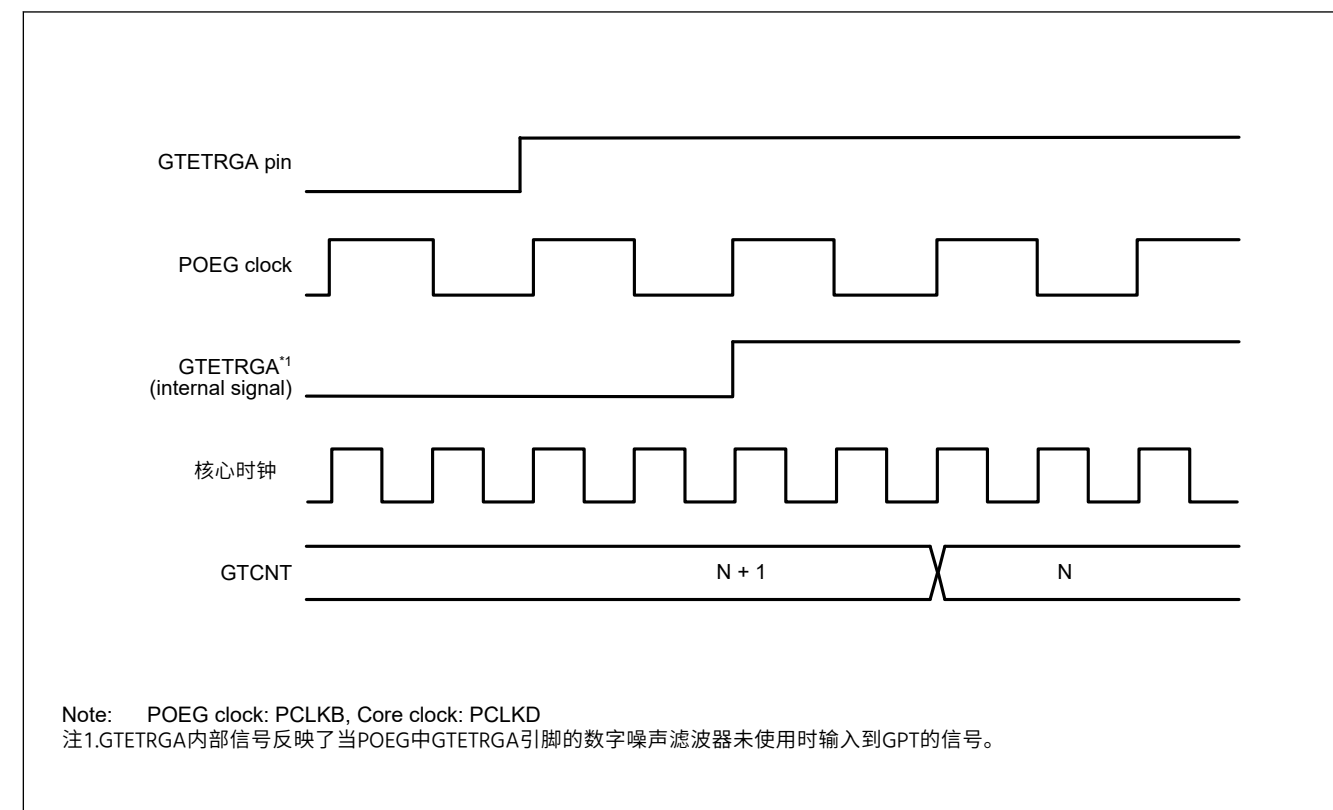 GTETRGA pin
POEG clock
GTETRGA*1
(internal signal)
核心时钟
GTCNT
N + 1
N
Note: POEG clock: PCLKB, Core clock: PCLKD
注1.GTETRGA内部信号反映了当POEG中GTETRGA引脚的数字噪声滤波器未使用时输入到GPT的信号。